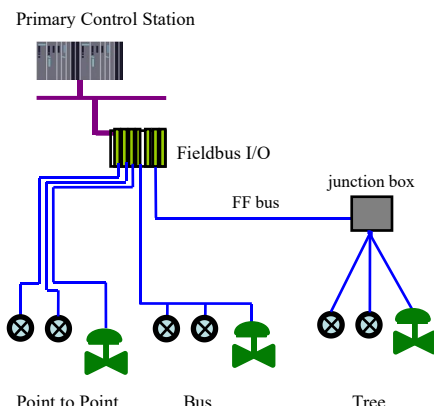 Primary Control Station
Fieldbus I/O
junction box
FF bus
Point to Point
Bus
Tree